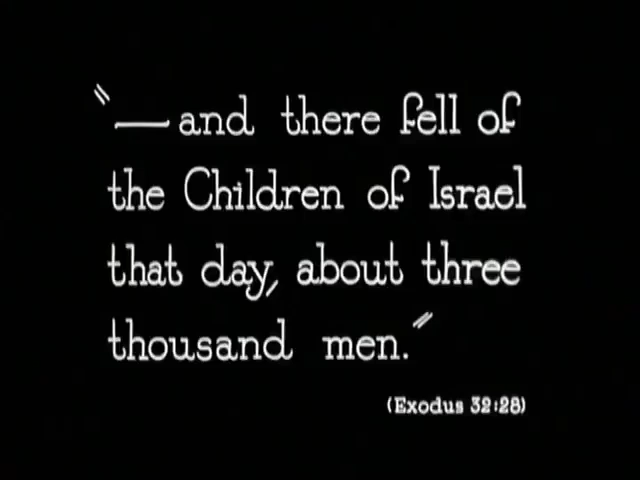 "—and there fell of
the Children of Israel
that day, about three
thousand men."
(Exodus 32:28)